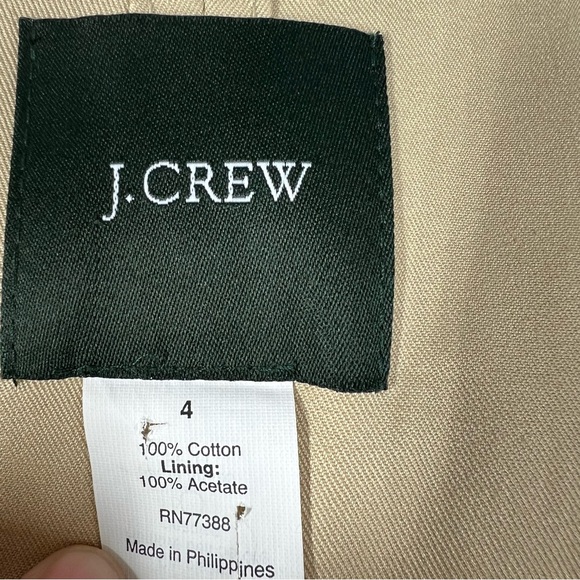 J.CREW
4
100% Cotton
Lining:
100% Acetate
RN77388
Made in Philippines